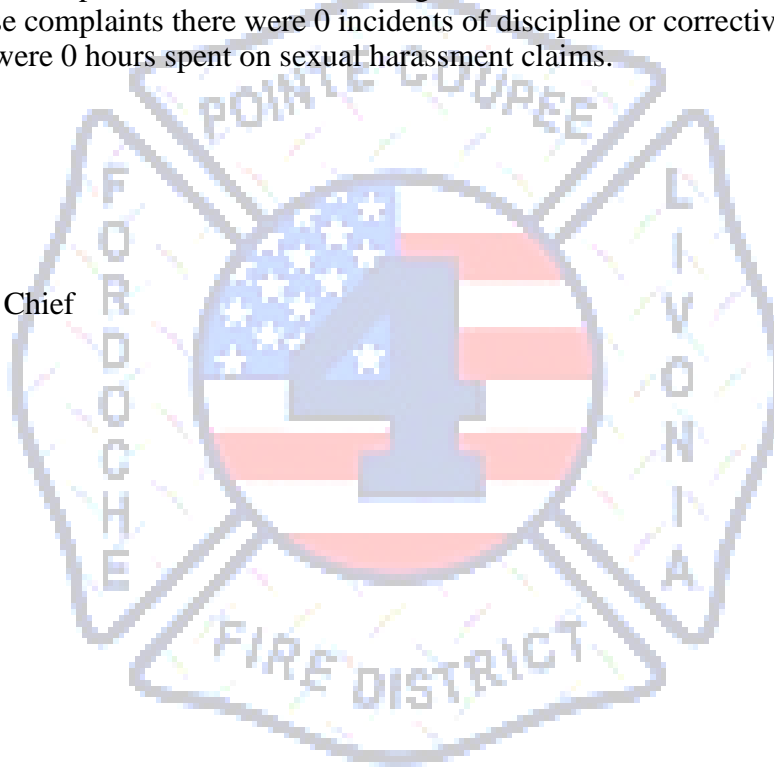 se complaints there were 0 incidents of discipline or correctiv
were 0 hours spent on sexual harassment claims.
POINTE COUPEE
FORDOCHE
LIVONIA
Chief
4
FIRE DISTRICT